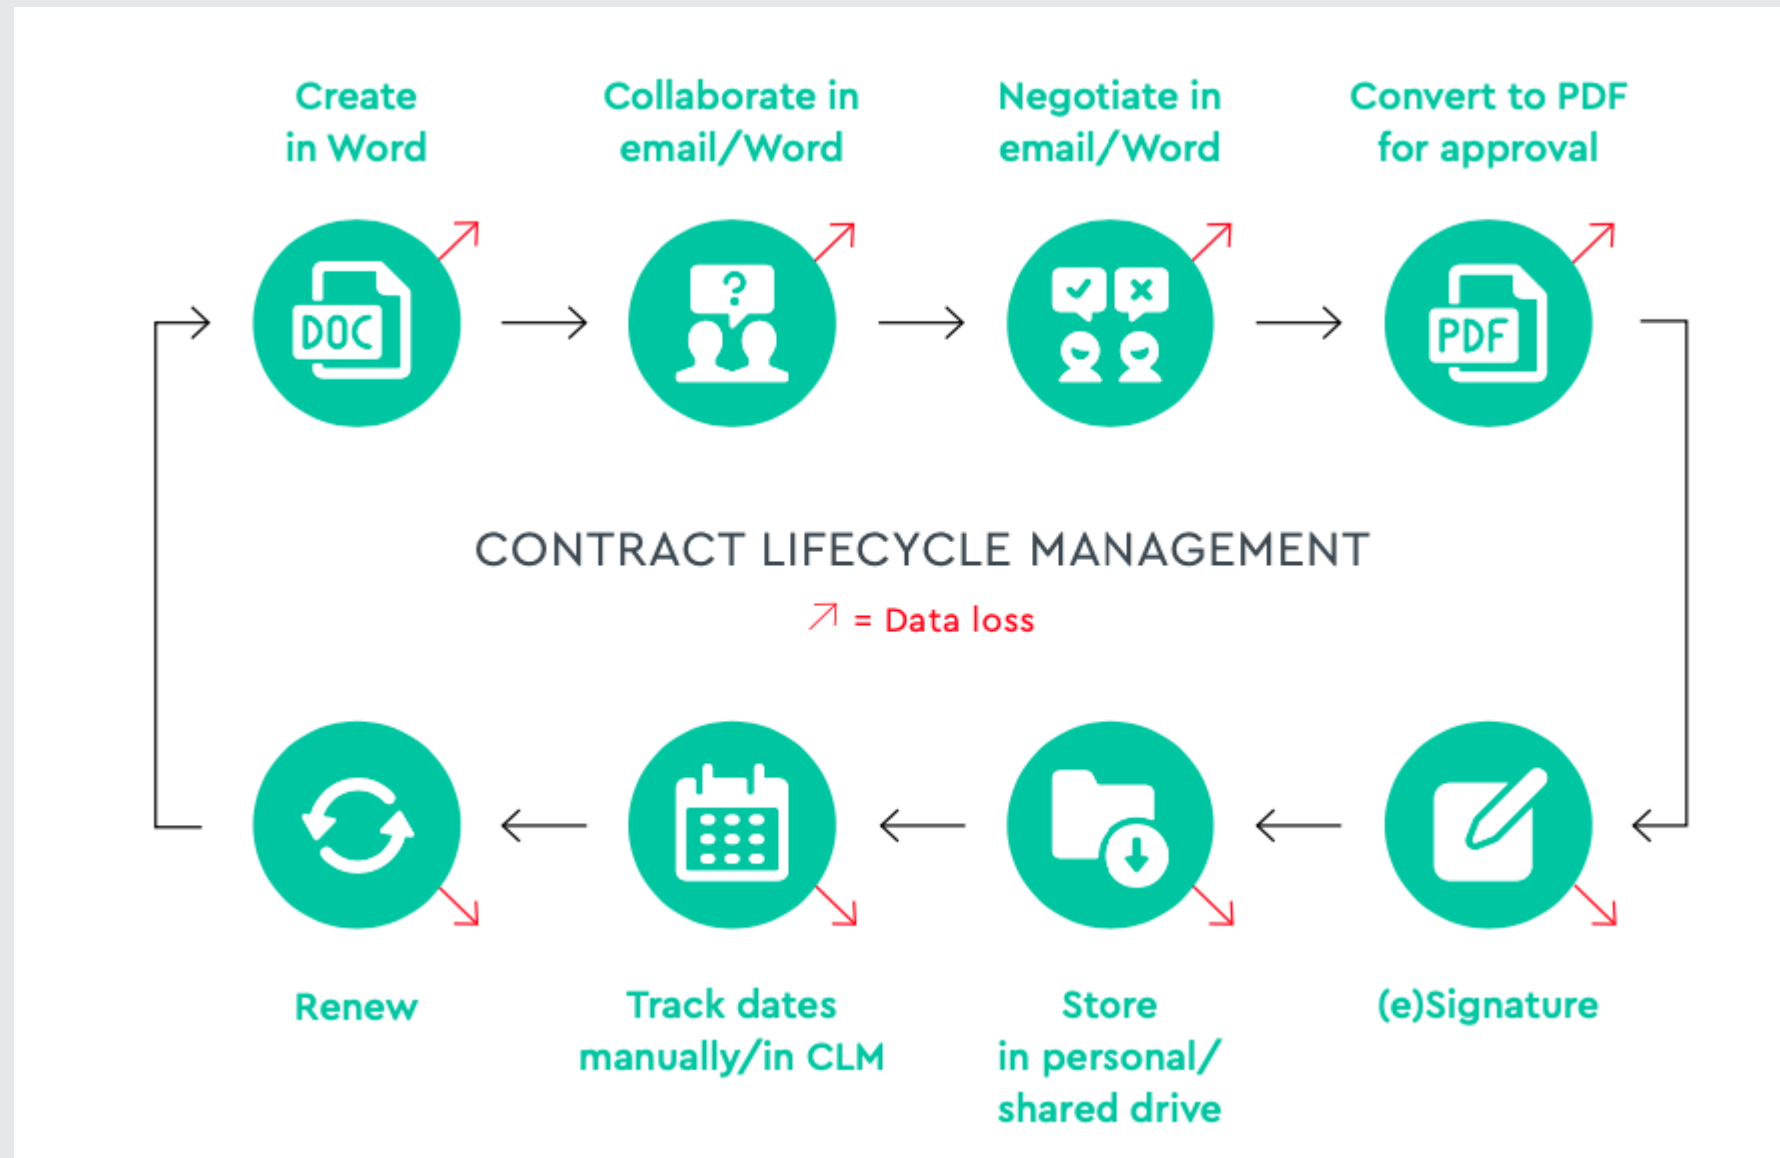 Create
in Word
Collaborate in
email/Word
Negotiate in
email/Word
Convert to PDF
for approval
DOC
?
PDF
CONTRACT LIFECYCLE MANAGEMENT
= Data loss
Renew
Track dates
manually/in CLM
Store
in personal/
shared drive
(e)Signature